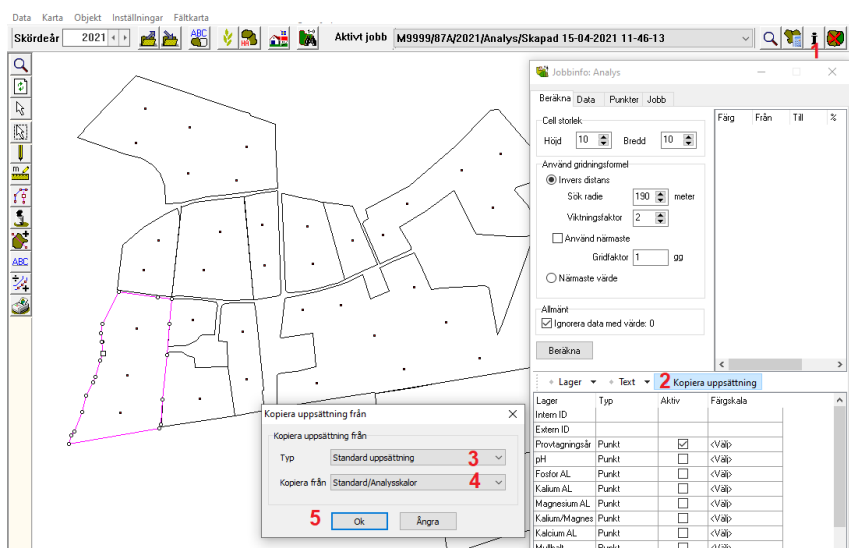 Data Karta Objekt Inställningar Fältkarta
Skördeår 2021 Aktivt jobb M9999/87A/2021/Analys/Skapad 15-04-2021 11-46-13
1
Jobbinfo: Analys
Beräkna Data Punkter Jobb
Cell storlek
Höjd 10 Bredd 10
Använd gridningsformel
Invers distans
Sök radie 190 meter
Viktningsfaktor 2
Använd närmaste
Gridfaktor 1 gg
Närmaste värde
Allmänt
Ignorera data med värde: 0
Beräkna
Färg Från Till %
Lager Text 2 Kopiera uppsättning
Lager Typ Aktiv Färgskala
Intern ID
Extern ID
Provtagningsår Punkt <Välj>
pH Punkt <Välj>
Fosfor AL Punkt <Välj>
Kalium AL Punkt <Välj>
Magnesium AL Punkt <Välj>
Kalium/Magnes Punkt <Välj>
Kalcium AL Punkt <Välj>
Mullhalt Punkt <Välj>
Kopiera uppsättning från
Kopiera uppsättning från
Typ Standard uppsättning 3
Kopiera från Standard/Analysskalor 4
5 Ok Ångra
ABC
HA
m
ABC